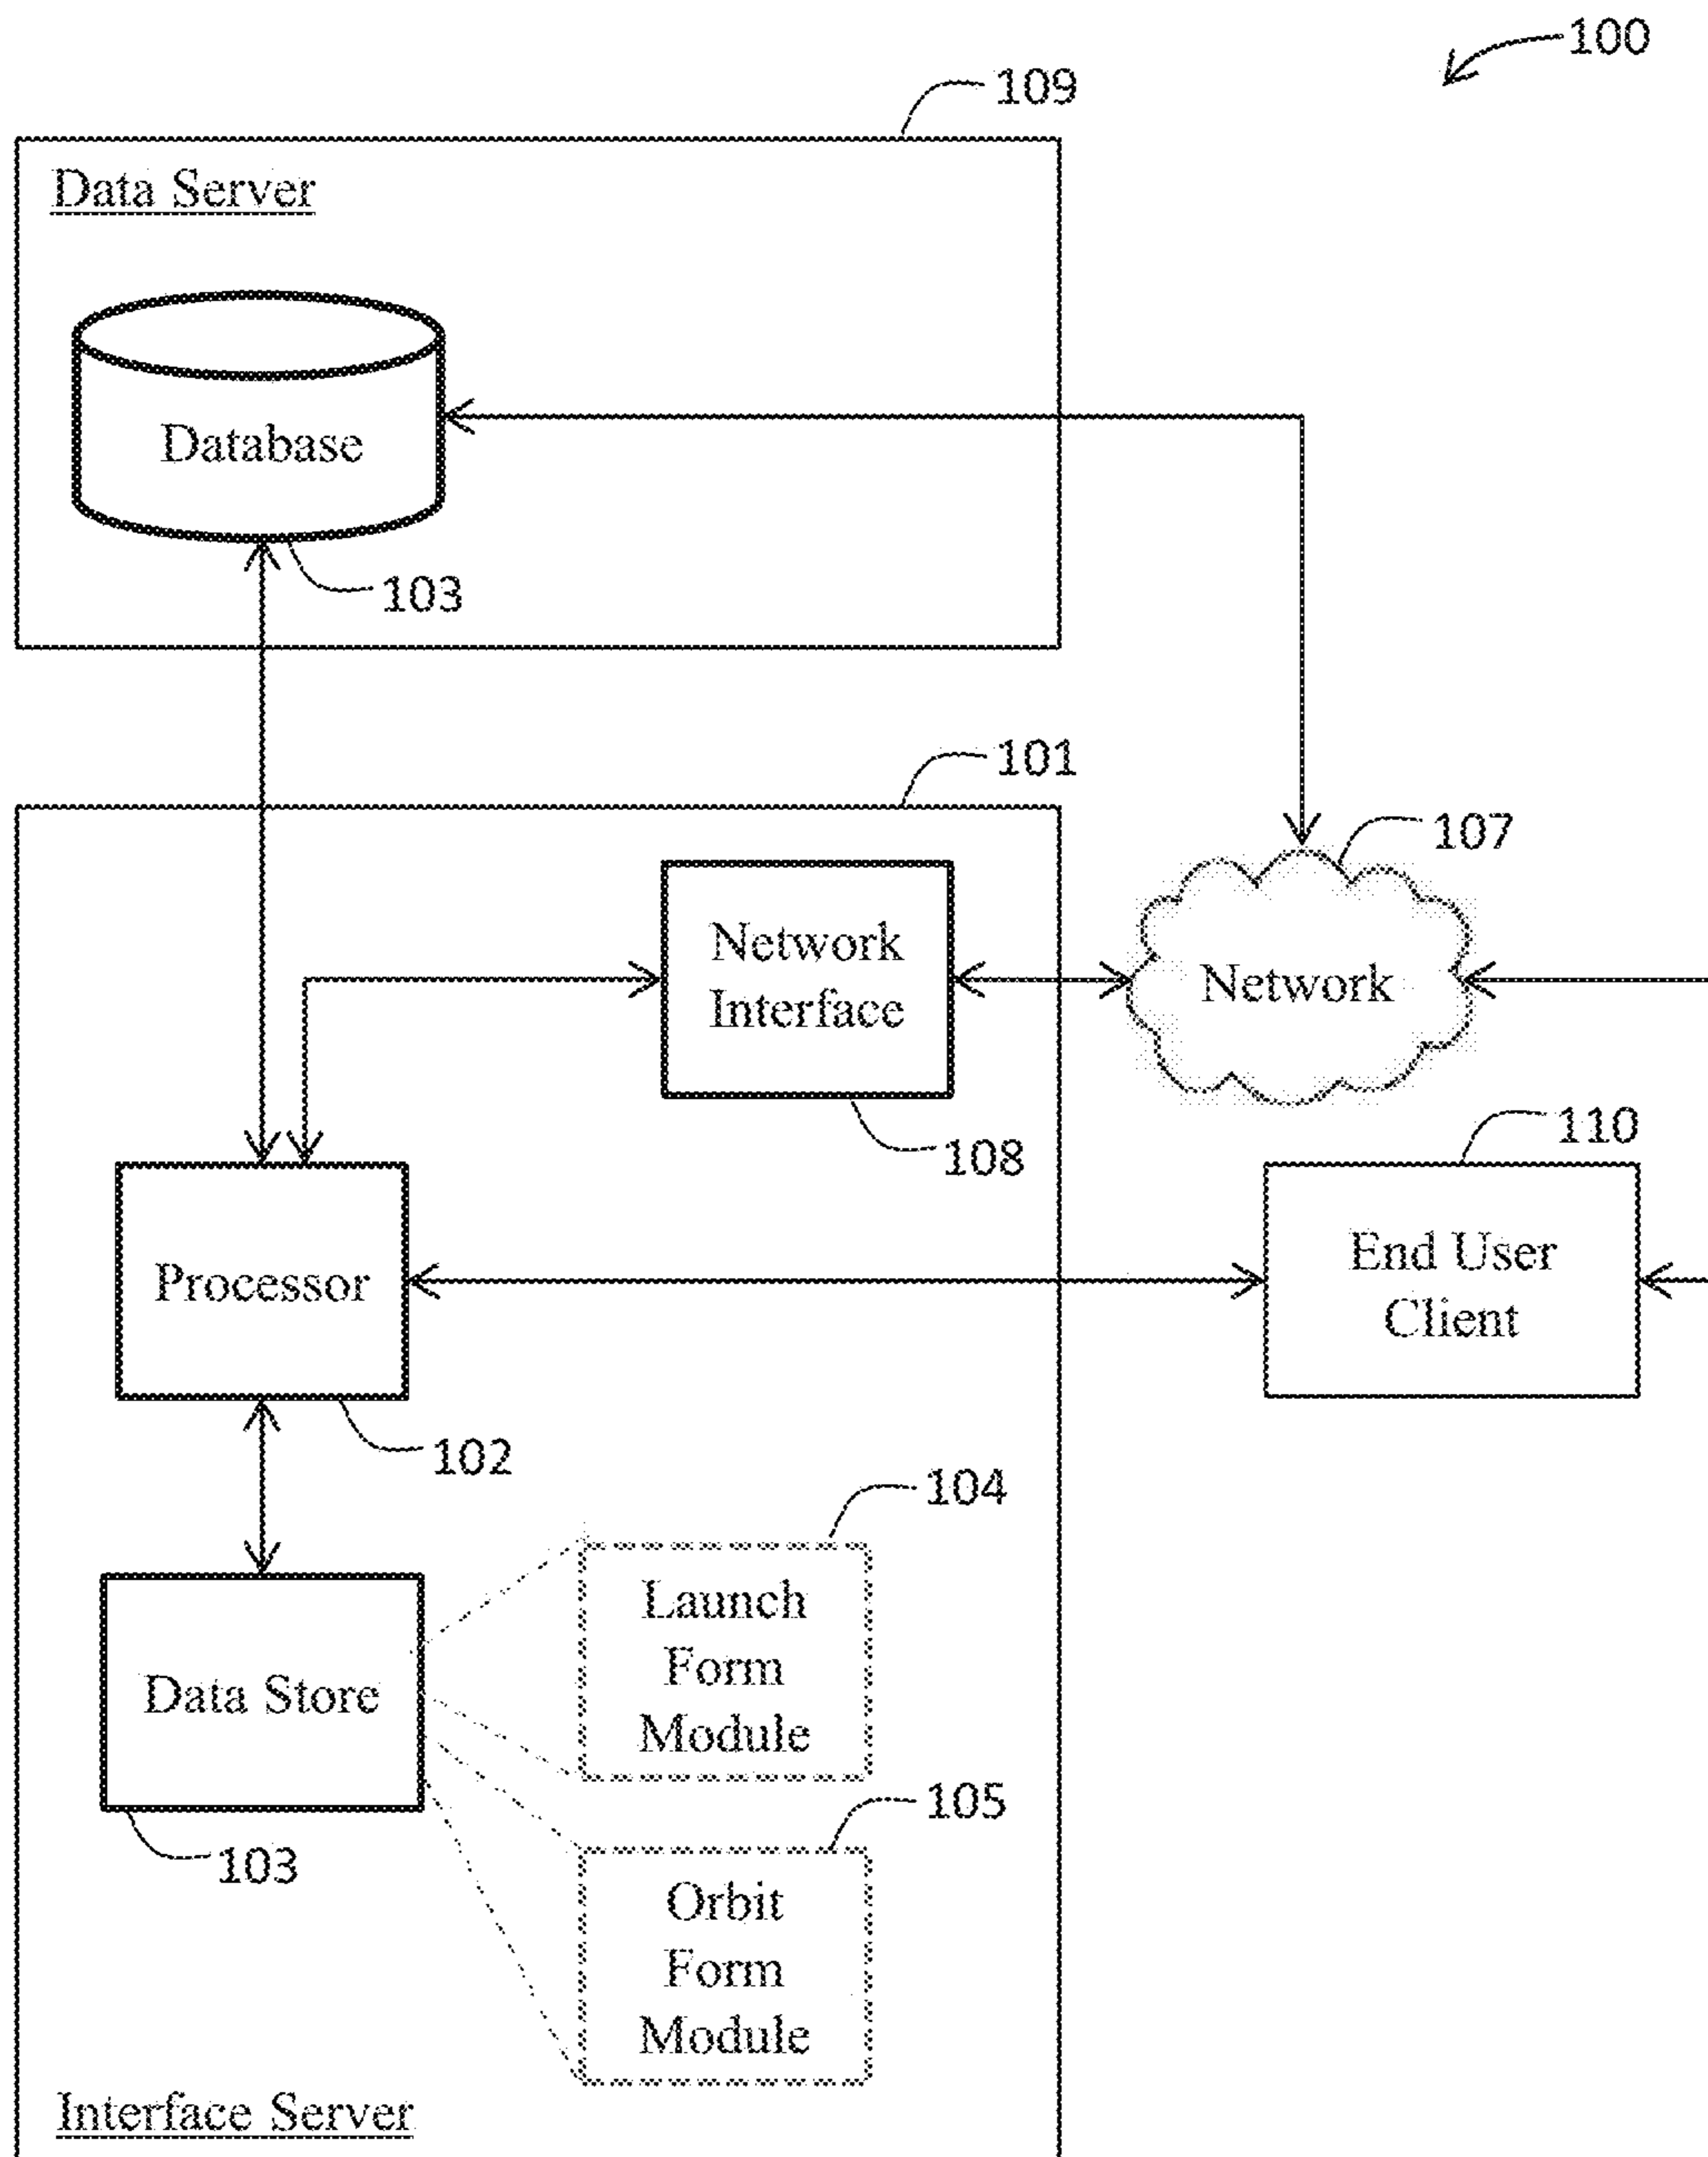 100
109
Data Server
Database
103
101
107
Network
Interface
Network
108
110
Processor
End User
Client
102
104
Launch
Form
Module
Data Store
103
105
Orbit
Form
Module
Interface Server